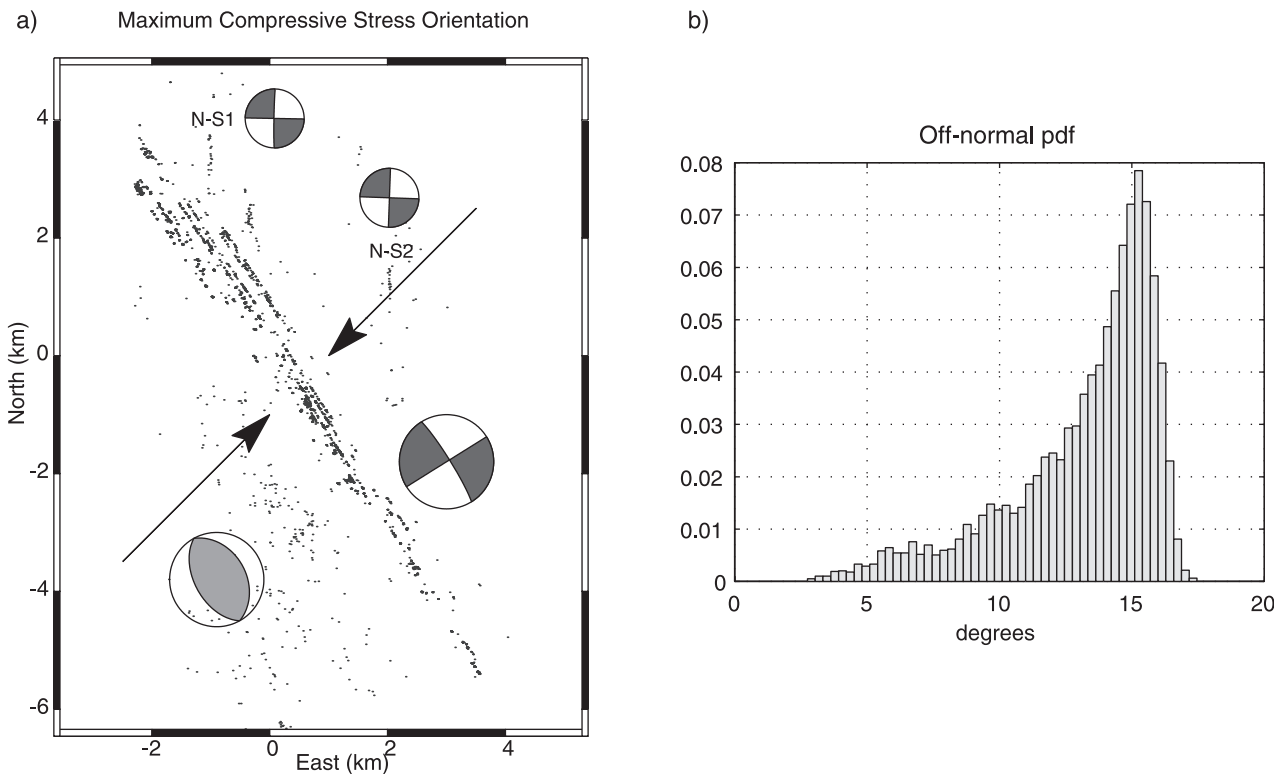 a)
Maximum Compressive Stress Orientation
N-S1
N-S2
4
2
0
-2
-4
-6
North (km)
-2
0
2
4
East (km)
b)
Off-normal pdf
0.08
0.07
0.06
0.05
0.04
0.03
0.02
0.01
0
0
5
10
15
20
degrees